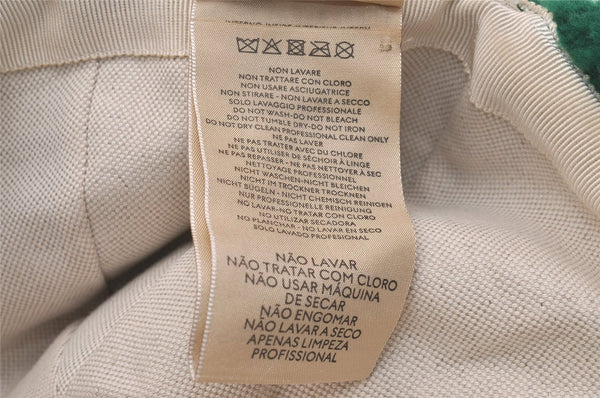 NON LAVARE
NON TRATTARE CON CLORO
NON USARE ASCIUGATRICE
NON STIRARE - NON LAVARE A SECCO
SOLO LAVAGGIO PROFESSIONALE
DO NOT WASH-DO NOT BLEACH
DO NOT TUMBLE DRY-DO NOT IRON
DO NOT DRY CLEAN PROFESSIONAL CLEAN ONLY
NE PAS LAVER
NE PAS TRAITER AVEC DU CHLORE
NE PAS UTILISER DE SÈCHOIR À LINGE
NE PAS REPASSER - NE PAS NETTOYER À SEC
NETTOYAGE PROFESSIONNEL
NICHT WASCHEN-NICHT BLEICHEN
NICHT IM TROCKNER TROCKNEN
NICHT BÜGELN - NICHT CHEMISCH REINIGEN
NUR PROFESSIONELLE REINIGUNG
NO LAVAR-NO TRATAR CON CLORO
NO UTILIZAR SECADORA
NO PLANCHAR - NO LAVAR EN SECO
SOLO LAVADO PROFESIONAL
NÃO LAVAR
NÃO TRATAR COM CLORO
NÃO USAR MÁQUINA
DE SECAR
NÃO ENGOMAR
NÃO LAVAR A SECO
APENAS LIMPEZA
PROFISSIONAL